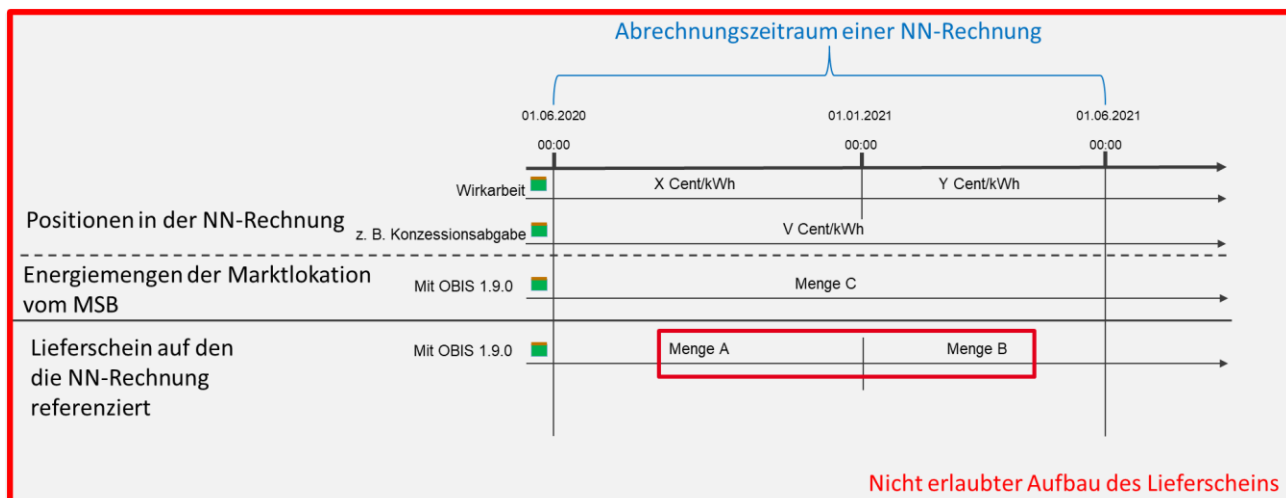 Abrechnungszeitraum einer NN-Rechnung
01.06.2020
01.01.2021
01.06.2021
00:00
00:00
00:00
Wirkarbeit
X Cent/kWh
Y Cent/kWh
Positionen in der NN-Rechnung
z. B. Konzessionsabgabe
V Cent/kWh
Energiemengen der Marktlokation
vom MSB
Mit OBIS 1.9.0
Menge C
Lieferschein auf den
die NN-Rechnung
referenziert
Mit OBIS 1.9.0
Menge A
Menge B
Nicht erlaubter Aufbau des Lieferscheins